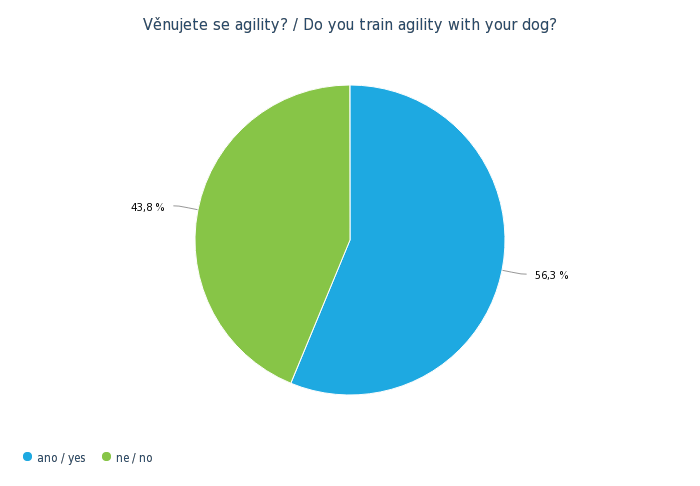 Věnujete se agility? / Do you train agility with your dog?
43,8 %
56,3 %
ano / yes
ne / no